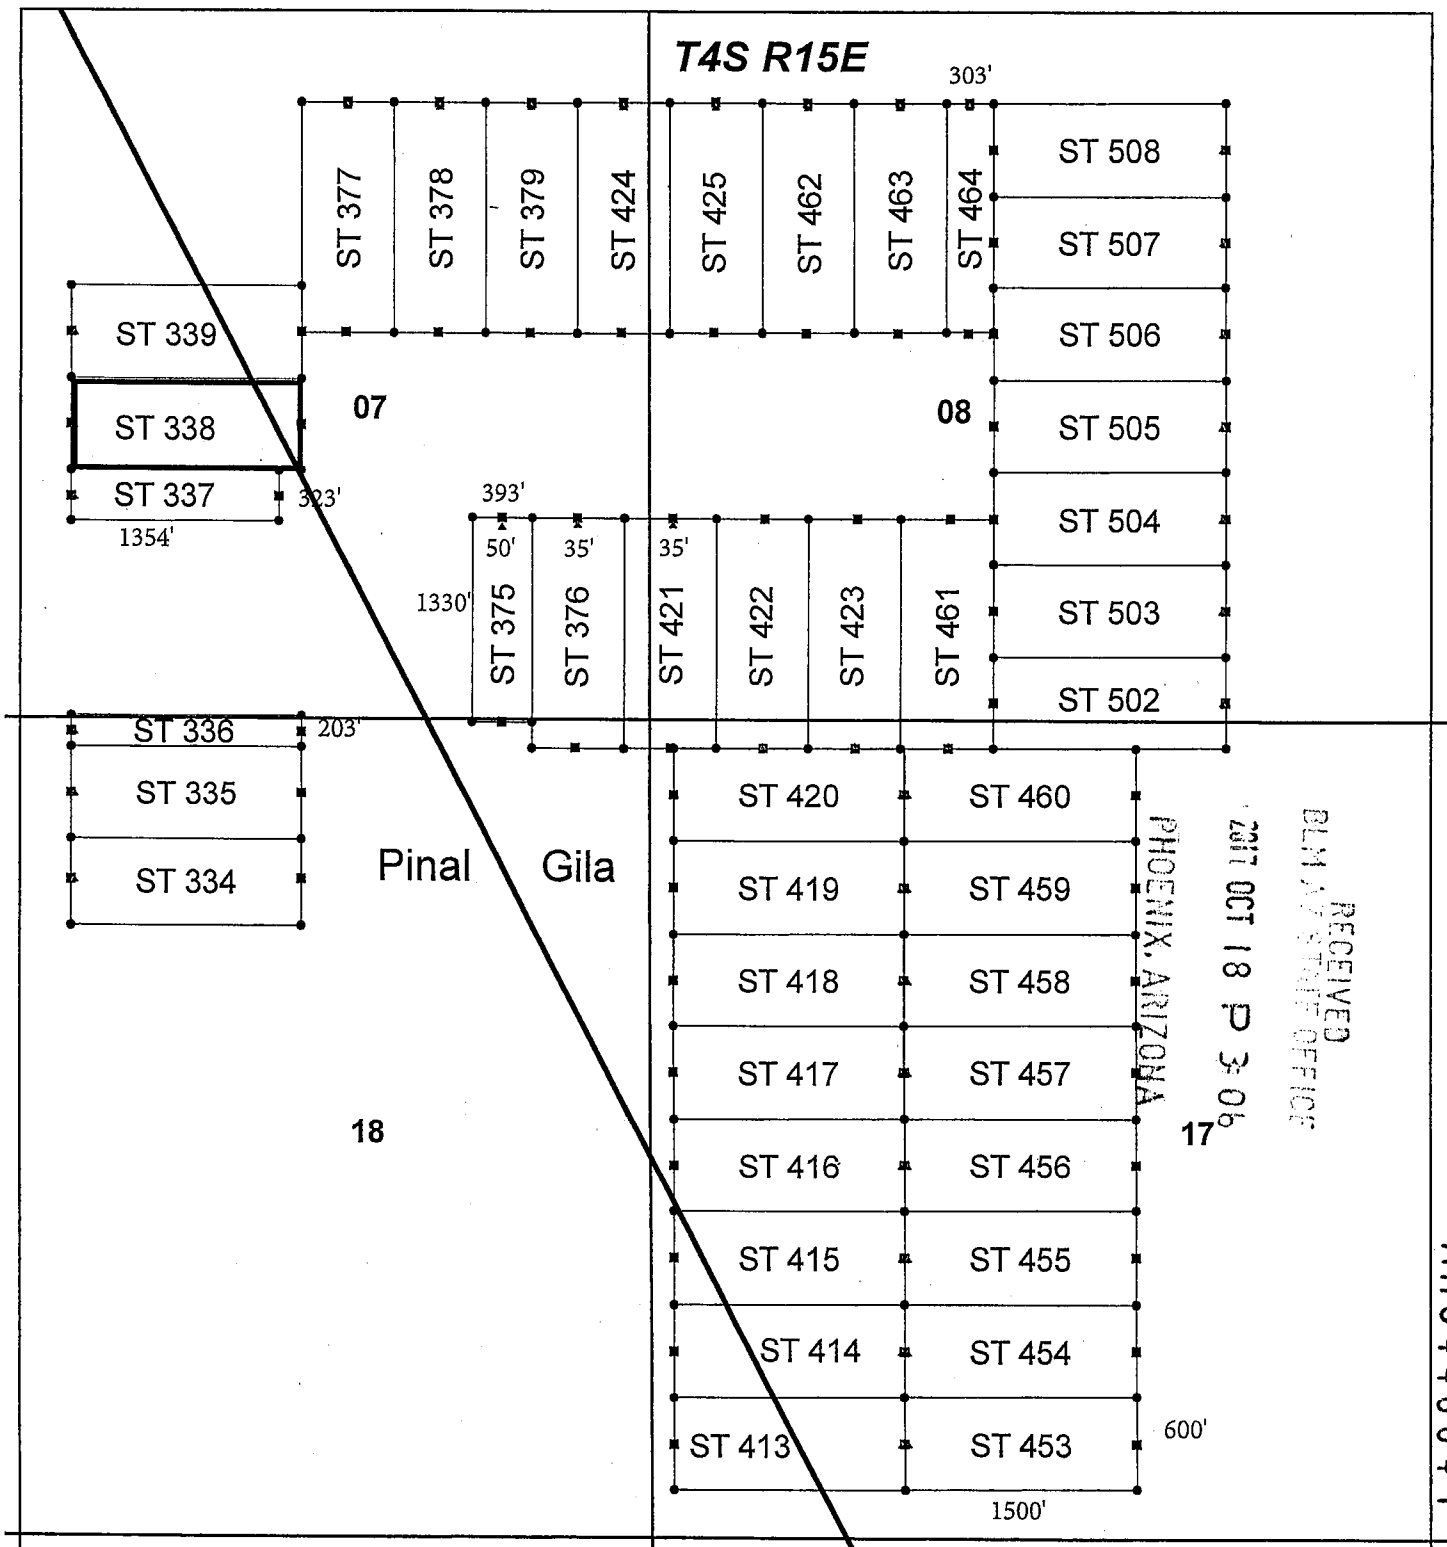 T4S R15E
303'
ST 377
ST 378
ST 379
ST 424
ST 425
ST 462
ST 463
ST 464
ST 508
ST 507
ST 506
ST 505
ST 504
ST 503
ST 502
ST 339
ST 338
ST 337
323'
1354'
07
08
393'
50'
35'
35'
1330'
ST 375
ST 376
ST 421
ST 422
ST 423
ST 461
ST 336
203'
ST 335
ST 334
Pinal
Gila
ST 420
ST 460
ST 419
ST 459
ST 418
ST 458
ST 417
ST 457
ST 416
ST 456
ST 415
ST 455
ST 414
ST 454
ST 413
ST 453
600'
1500'
18
17
RECEIVED
BLM AZ STATE OFFICE
2017 OCT 18 P 3:06
PHOENIX, ARIZONA